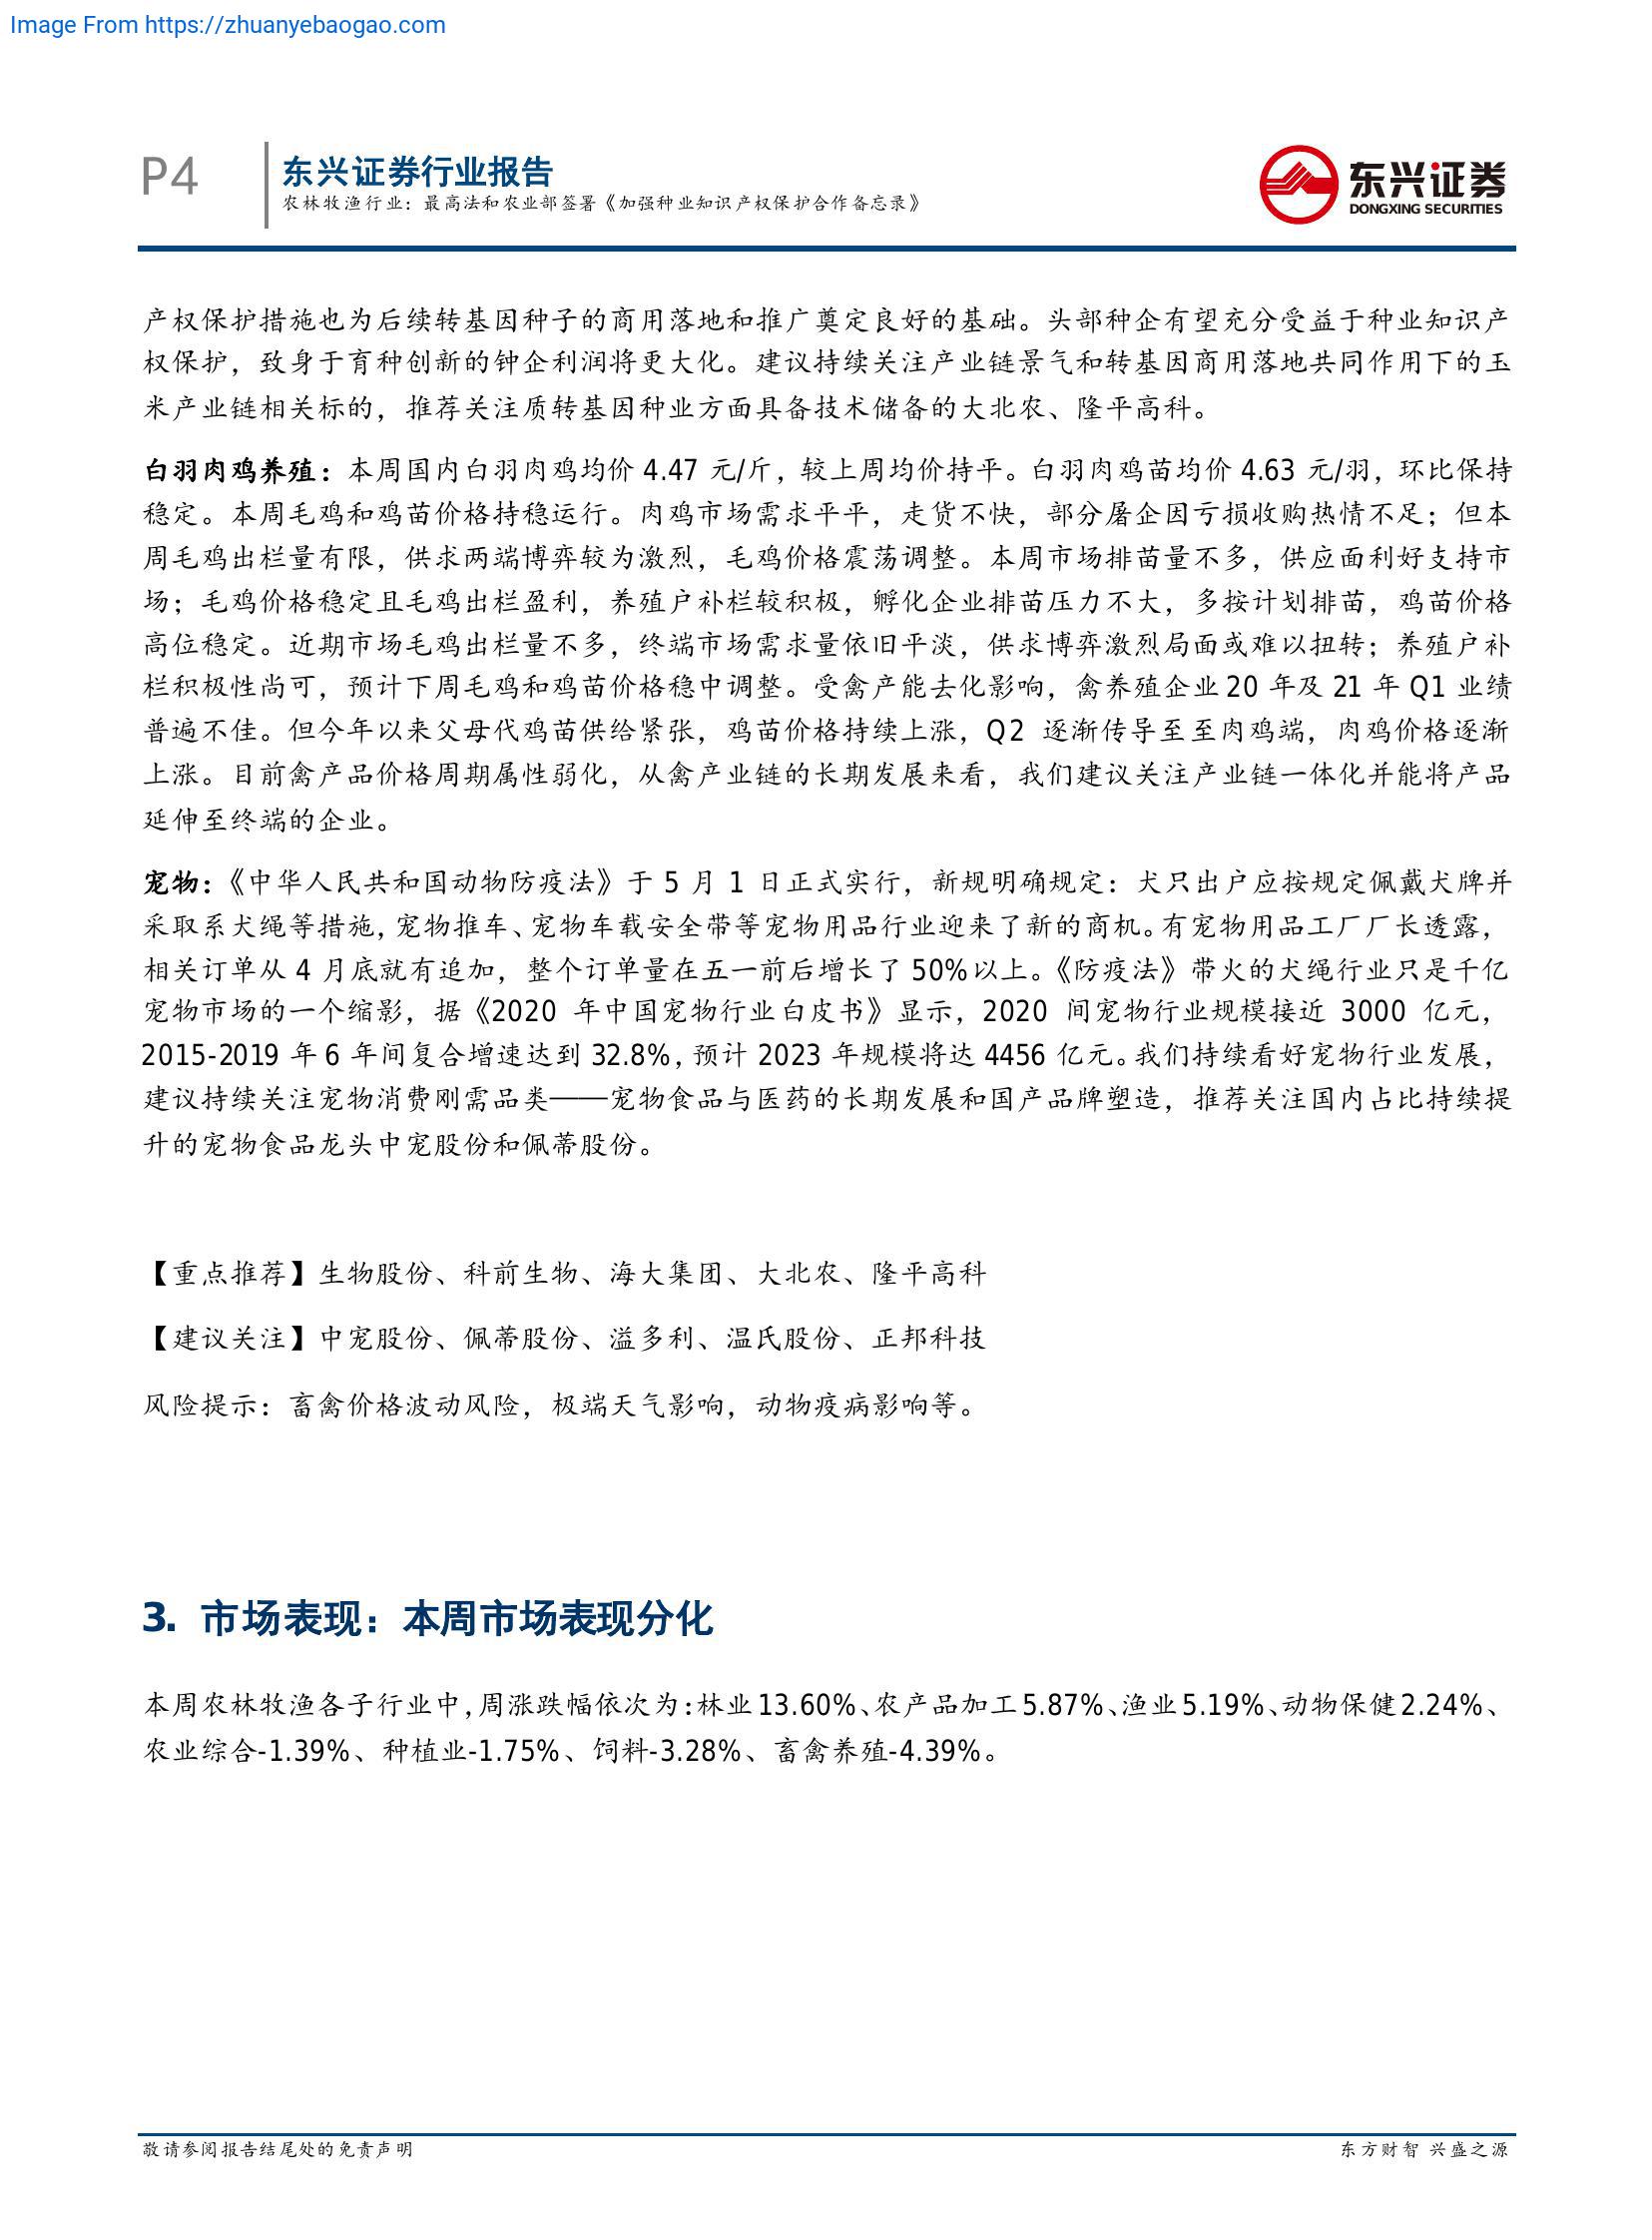 Image From https://zhuanyebaogao.com
P4
东兴证券行业报告
农林牧渔行业：最高法和农业部签署《加强种业知识产权保护合作备忘录》
东兴证券
DONGXING SECURITIES
产权保护措施也为后续转基因种子的商用落地和推广奠定良好的基础。头部种企有望充分受益于种业知识产
权保护，致身于育种创新的钟企利润将更大化。建议持续关注产业链景气和转基因商用落地共同作用下的玉
米产业链相关标的，推荐关注质转基因种业方面具备技术储备的大北农、隆平高科。
白羽肉鸡养殖：本周国内白羽肉鸡均价 4.47 元/斤，较上周均价持平。白羽肉鸡苗均价 4.63 元/羽，环比保持
稳定。本周毛鸡和鸡苗价格持稳运行。肉鸡市场需求平平，走货不快，部分屠企因亏损收购热情不足；但本
周毛鸡出栏量有限，供求两端博弈较为激烈，毛鸡价格震荡调整。本周市场排苗量不多，供应面利好支持市
场；毛鸡价格稳定且毛鸡出栏盈利，养殖户补栏较积极，孵化企业排苗压力不大，多按计划排苗，鸡苗价格
高位稳定。近期市场毛鸡出栏量不多，终端市场需求量依旧平淡，供求博弈激烈局面或难以扭转；养殖户补
栏积极性尚可，预计下周毛鸡和鸡苗价格稳中调整。受禽产能去化影响，禽养殖企业 20 年及 21 年 Q1 业绩
普遍不佳。但今年以来父母代鸡苗供给紧张，鸡苗价格持续上涨，Q2 逐渐传导至至肉鸡端，肉鸡价格逐渐
上涨。目前禽产品价格周期属性弱化，从禽产业链的长期发展来看，我们建议关注产业链一体化并能将产品
延伸至终端的企业。
宠物：《中华人民共和国动物防疫法》于 5 月 1 日正式实行，新规明确规定：犬只出户应按规定佩戴犬牌并
采取系犬绳等措施，宠物推车、宠物车载安全带等宠物用品行业迎来了新的商机。有宠物用品工厂厂长透露，
相关订单从 4 月底就有追加，整个订单量在五一前后增长了 50%以上。《防疫法》带火的犬绳行业只是千亿
宠物市场的一个缩影，据《2020 年中国宠物行业白皮书》显示，2020 间宠物行业规模接近 3000 亿元，
2015-2019 年 6 年间复合增速达到 32.8%，预计 2023 年规模将达 4456 亿元。我们持续看好宠物行业发展，
建议持续关注宠物消费刚需品类——宠物食品与医药的长期发展和国产品牌塑造，推荐关注国内占比持续提
升的宠物食品龙头中宠股份和佩蒂股份。
【重点推荐】生物股份、科前生物、海大集团、大北农、隆平高科
【建议关注】中宠股份、佩蒂股份、溢多利、温氏股份、正邦科技
风险提示：畜禽价格波动风险，极端天气影响，动物疫病影响等。
3. 市场表现：本周市场表现分化
本周农林牧渔各子行业中，周涨跌幅依次为：林业 13.60%、农产品加工 5.87%、渔业 5.19%、动物保健 2.24%、
农业综合-1.39%、种植业-1.75%、饲料-3.28%、畜禽养殖-4.39%。
敬请参阅报告结尾处的免责声明
东方财智 兴盛之源